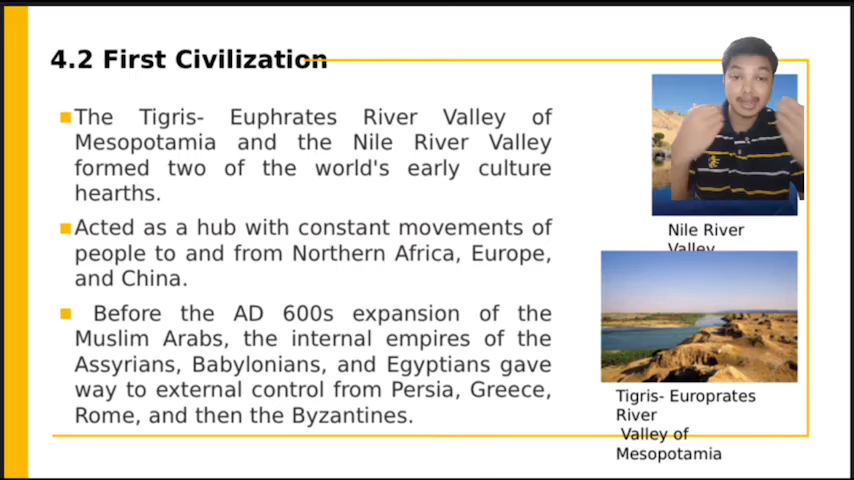 4.2 First Civilization
■The Tigris- Euphrates River Valley of
Mesopotamia and the Nile River Valley
formed two of the world's early culture
hearths.
■Acted as a hub with constant movements of
people to and from Northern Africa, Europe,
and China.
■ Before the AD 600s expansion of the
Muslim Arabs, the internal empires of the
Assyrians, Babylonians, and Egyptians gave
way to external control from Persia, Greece,
Rome, and then the Byzantines.
Nile River
Valley
Tigris- Europrates
River
Valley of
Mesopotamia